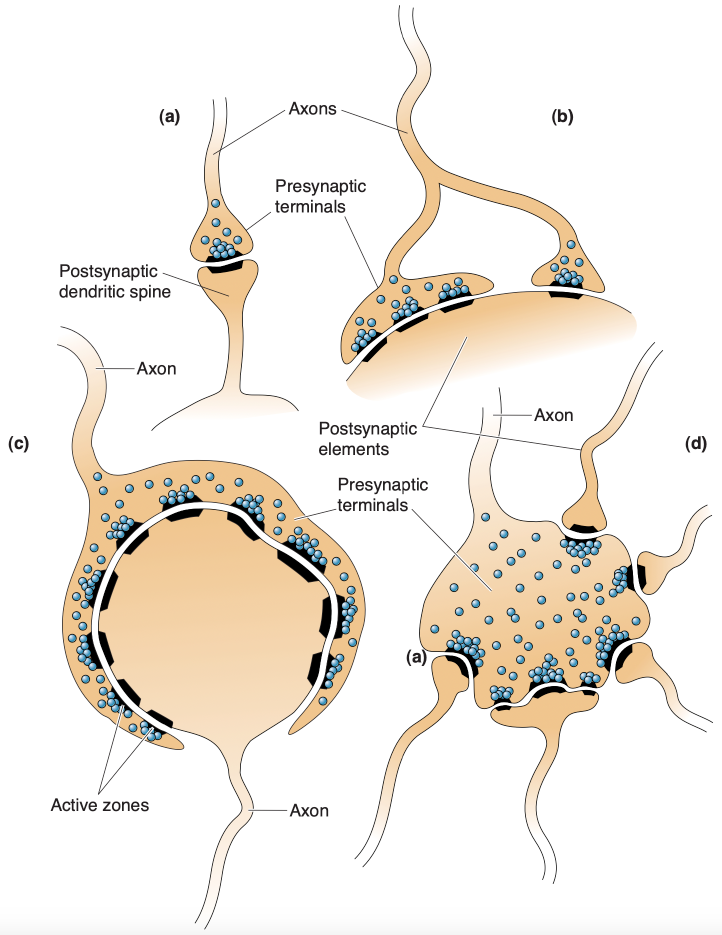 (a)
Axons
(b)
Presynaptic
terminals
Postsynaptic
dendritic spine
Axon
(c)
Postsynaptic
elements
Axon
(d)
Presynaptic
terminals
(a)
Active zones
Axon